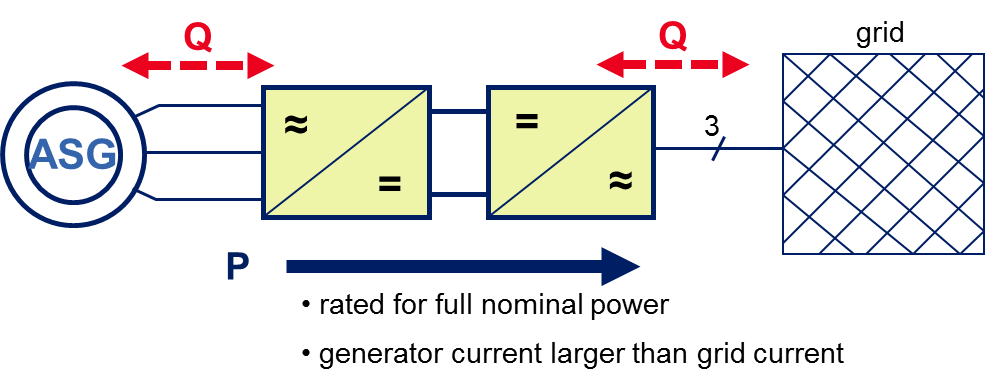 Q
Q
grid
ASG
≈
=
=
≈
3
P
• rated for full nominal power
• generator current larger than grid current